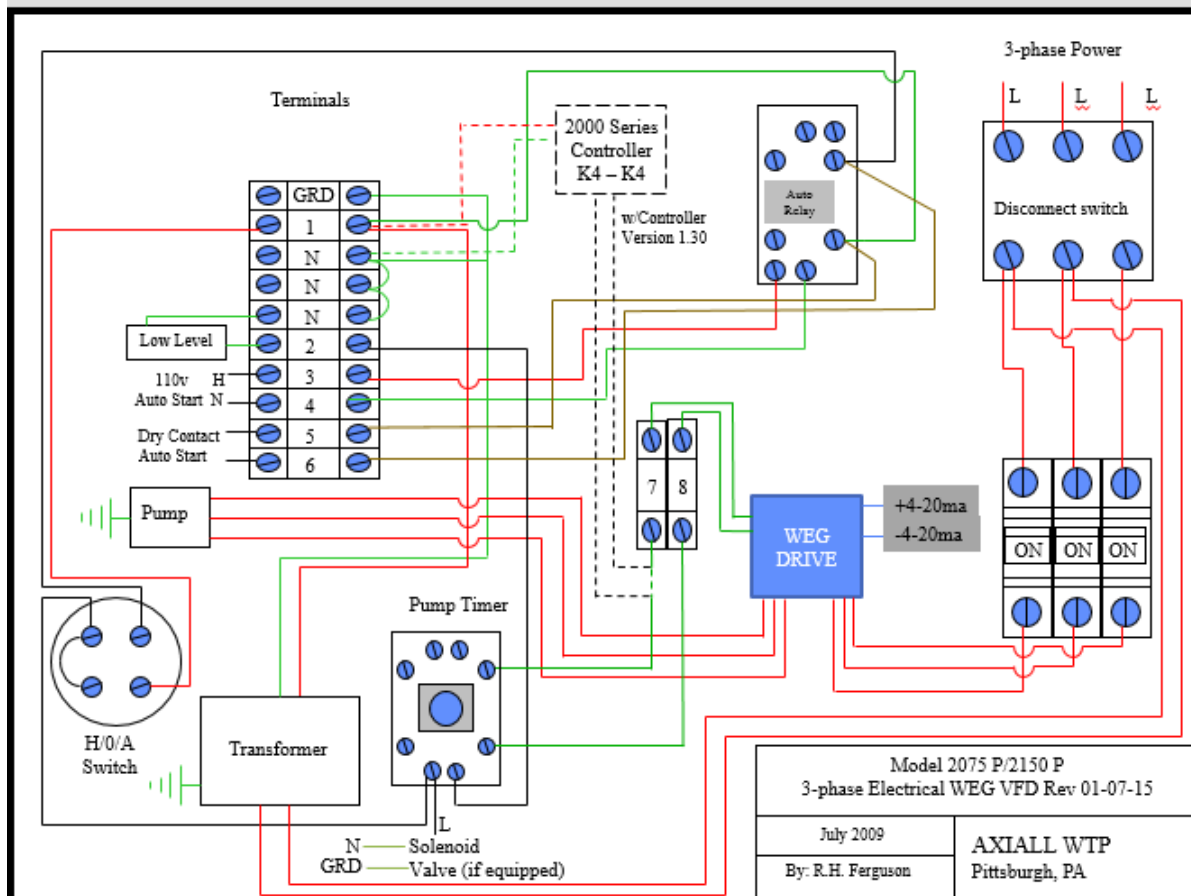 3-phase Power
L L L
Terminals
2000 Series
Controller
K4 – K4
w/Controller
Version 1.30
Auto
Relay
Disconnect switch
GRD
1
N
N
N
2
3
4
5
6
Low Level
110v H
Auto Start N
Dry Contact
Auto Start
Pump
7 8
WEG
DRIVE
+4-20ma
-4-20ma
ON ON ON
Pump Timer
H/0/A
Switch
Transformer
L
N Solenoid
GRD Valve (if equipped)
Model 2075 P/2150 P
3-phase Electrical WEG VFD Rev 01-07-15
July 2009
By: R.H. Ferguson
AXIALL WTP
Pittsburgh, PA